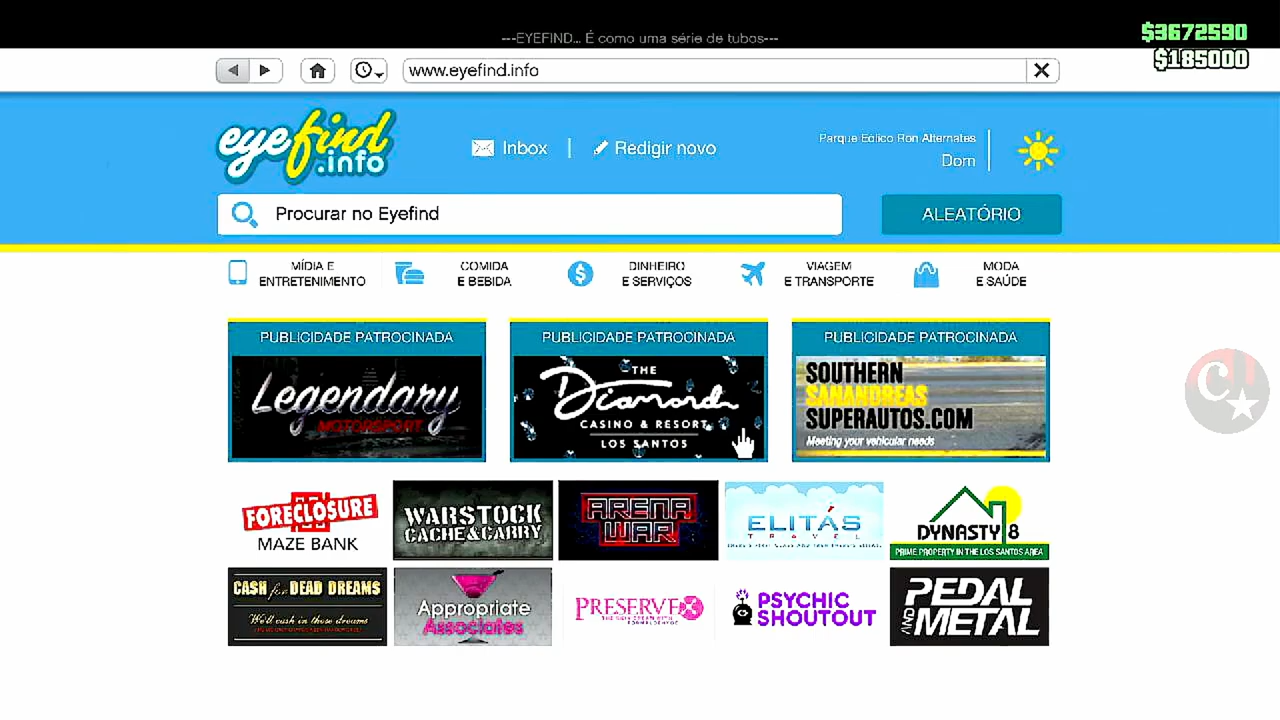 ---EYEFIND... É como uma série de tubos---
$3672590
$185000
www.eyefind.info
eyefind
.info
Inbox
Redigir novo
Parque Eólico Ron Alternates
Dom
Procurar no Eyefind
ALEATÓRIO
MÍDIA E
ENTRETENIMENTO
COMIDA
E BEBIDA
DINHEIRO
E SERVIÇOS
VIAGEM
E TRANSPORTE
MODA
E SAÚDE
PUBLICIDADE PATROCINADA
Legendary
MOTORSPORT
PUBLICIDADE PATROCINADA
THE
Diamond
CASINO & RESORT
LOS SANTOS
PUBLICIDADE PATROCINADA
SOUTHERN
SANANDREAS
SUPERAUTOS.COM
Meeting your vehicular needs
FORECLOSURE
MAZE BANK
WARSTOCK
CACHE&CARRY
ARENA
WAR
ELITÁS
TRAVEL
DYNASTY 8
PRIME PROPERTY IN THE LOS SANTOS AREA
CASH for DEAD DREAMS
We'll cash in those dreams
Appropriate
Associates
PRESERVEX
PSYCHIC
SHOUTOUT
PEDAL
AND
METAL
C